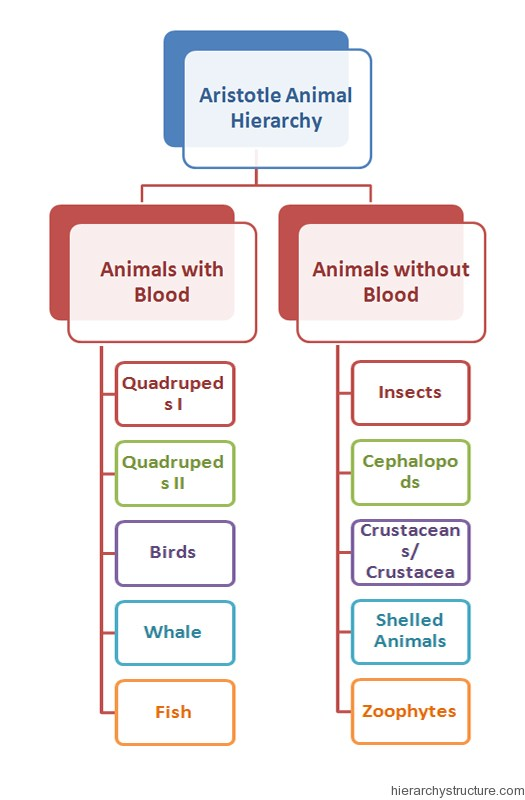 Aristotle Animal
Hierarchy
Animals with
Blood
Animals without
Blood
Quadruped
s I
Quadruped
s II
Birds
Whale
Fish
Insects
Cephalopo
ds
Crustacean
s/
Crustacea
Shelled
Animals
Zoophytes
hierarchystructure.com